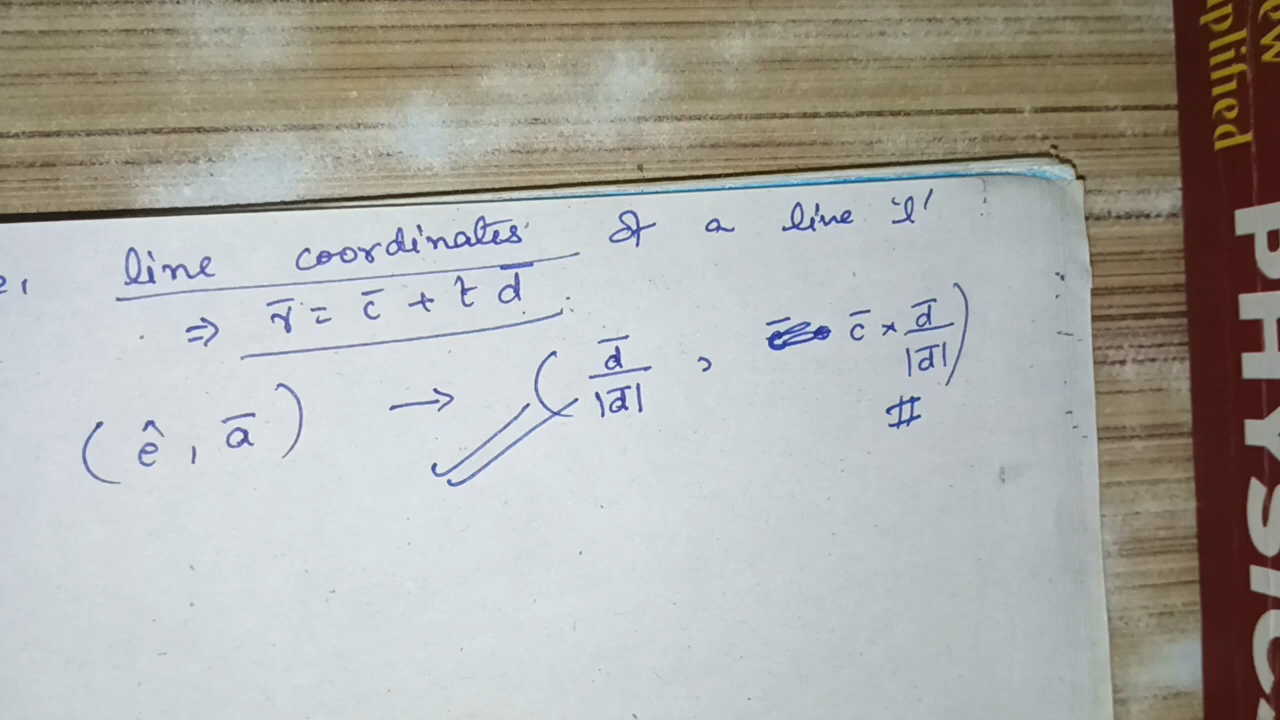 line coordinates of a line 'l'
⇒ r̄ = c̄ + t d̄
(ê, ā) → ( d̄/|d̄| , c̄ × d̄/|d̄| )
#
plified
PHYSIC